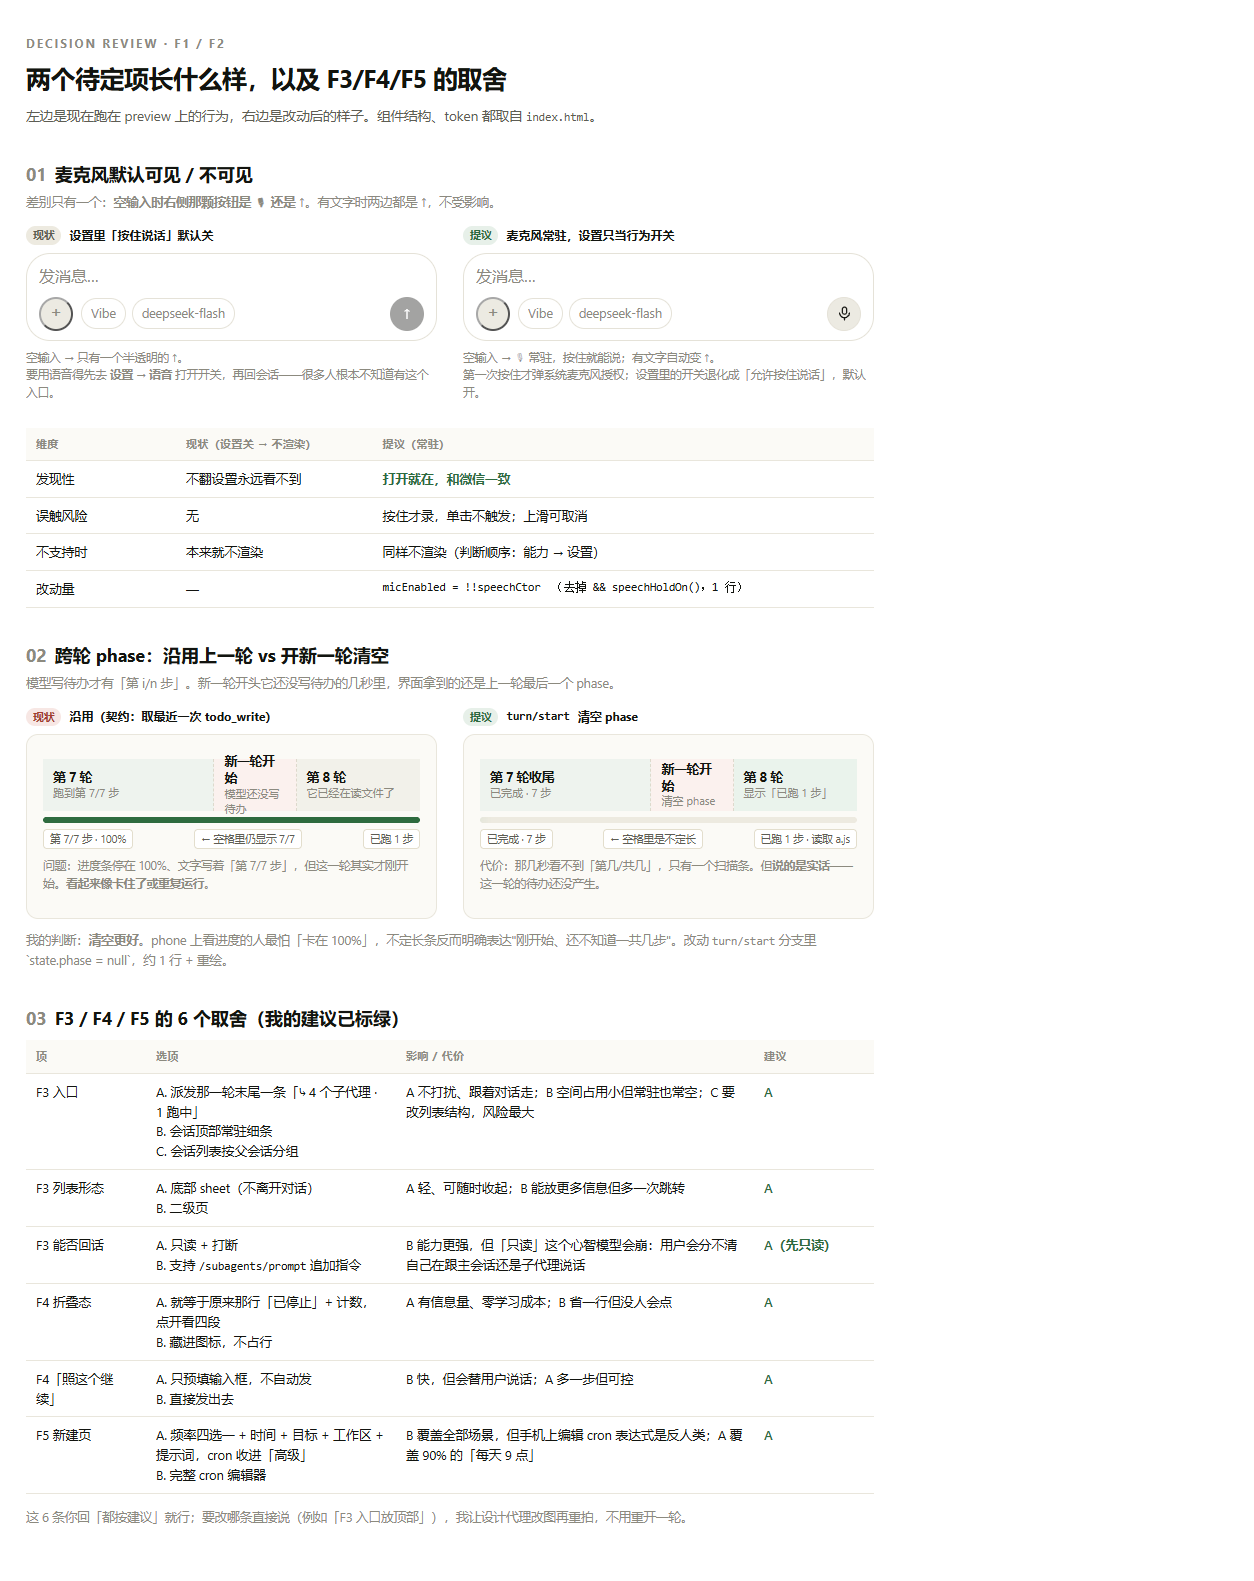 DECISION REVIEW · F1 / F2
两个待定项长什么样，以及 F3/F4/F5 的取舍
左边是现在跑在 preview 上的行为，右边是改动后的样子。组件结构、token 都取自 index.html。
01 麦克风默认可见 / 不可见
差别只有一个：空输入时右侧那颗按钮是 🎙 还是 ↑。有文字时两边都是 ↑，不受影响。
现状 设置里「按住说话」默认关
发消息...
+ Vibe deepseek-flash ↑
空输入 → 只有一个半透明的 ↑。
要用语音得先去 设置 → 语音 打开开关，再回会话——很多人根本不知道有这个
入口。
提议 麦克风常驻，设置只当行为开关
发消息...
+ Vibe deepseek-flash
空输入 → 🎙 常驻，按住就能说；有文字自动变 ↑。
第一次按住才弹系统麦克风授权；设置里的开关退化成「允许按住说话」，默认
开。
维度 现状（设置关 → 不渲染） 提议（常驻）
发现性 不翻设置永远看不到 打开就在，和微信一致
误触风险 无 按住才录，单击不触发；上滑可取消
不支持时 本来就不渲染 同样不渲染（判断顺序：能力 → 设置）
改动量 — micEnabled = !!speechCtor （去掉 && speechHoldOn()，1 行）
02 跨轮 phase：沿用上一轮 vs 开新一轮清空
模型写待办才有「第 i/n 步」。新一轮开头它还没写待办的几秒里，界面拿到的还是上一轮最后一个 phase。
现状 沿用（契约：取最近一次 todo_write）
第 7 轮
跑到第 7/7 步
新一轮开
始
模型还没写
待办
第 8 轮
它已经在读文件了
第 7/7 步 · 100% ← 空格里仍显示 7/7 已跑 1 步
问题：进度条停在 100%、文字写着「第 7/7 步」，但这一轮其实才刚开
始。看起来像卡住了或重复运行。
提议 turn/start 清空 phase
第 7 轮收尾
已完成 · 7 步
新一轮开
始
清空 phase
第 8 轮
显示「已跑 1 步」
已完成 · 7 步 ← 空格里是不定长 已跑 1 步 · 读取 a.js
代价：那几秒看不到「第几/共几」，只有一个扫描条。但说的是实话——
这一轮的待办还没产生。
我的判断：清空更好。phone 上看进度的人最怕「卡在 100%」，不定长条反而明确表达"刚开始、还不知道一共几步"。改动 turn/start 分支里
`state.phase = null`，约 1 行 + 重绘。
03 F3 / F4 / F5 的 6 个取舍（我的建议已标绿）
项 选项 影响 / 代价 建议
F3 入口
A. 派发那一轮末尾一条「⤷ 4 个子代理 ·
1 跑中」
B. 会话顶部常驻细条
C. 会话列表按父会话分组
A 不打扰、跟着对话走；B 空间占用小但常驻也常空；C 要
改列表结构，风险最大
A
F3 列表形态
A. 底部 sheet（不离开对话）
B. 二级页
A 轻、可随时收起；B 能放更多信息但多一次跳转
A
F3 能否回话
A. 只读 + 打断
B. 支持 /subagents/prompt 追加指令
B 能力更强，但「只读」这个心智模型会崩：用户会分不清
自己在跟主会话还是子代理说话
A（先只读）
F4 折叠态
A. 就等于原来那行「已停止」+ 计数，
点开看四段
B. 藏进图标，不占行
A 有信息量、零学习成本；B 省一行但没人会点
A
F4「照这个继
续」
A. 只预填输入框，不自动发
B. 直接发出去
B 快，但会替用户说话；A 多一步但可控
A
F5 新建页
A. 频率四选一 + 时间 + 目标 + 工作区 +
提示词，cron 收进「高级」
B. 完整 cron 编辑器
B 覆盖全部场景，但手机上编辑 cron 表达式是反人类；A 覆
盖 90% 的「每天 9 点」
A
这 6 条你回「都按建议」就行；要改哪条直接说（例如「F3 入口放顶部」），我让设计代理改图再重拍，不用重开一轮。